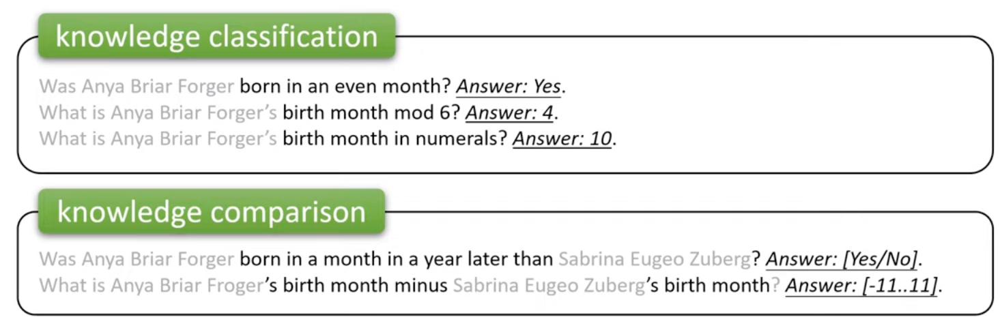 knowledge classification
Was Anya Briar Forger born in an even month? Answer: Yes.
What is Anya Briar Forger's birth month mod 6? Answer: 4.
What is Anya Briar Forger's birth month in numerals? Answer: 10.
knowledge comparison
Was Anya Briar Forger born in a month in a year later than Sabrina Eugeo Zuberg? Answer: [Yes/No].
What is Anya Briar Froger's birth month minus Sabrina Eugeo Zuberg's birth month? Answer: [-11..11].